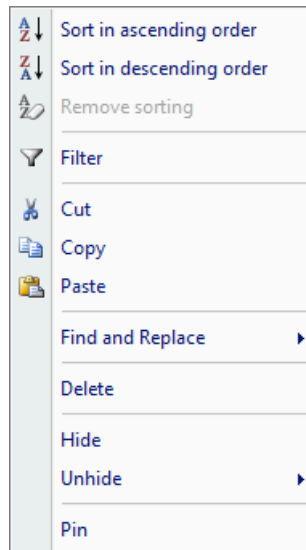 Sort in ascending order
Sort in descending order
Remove sorting
Filter
Cut
Copy
Paste
Find and Replace
Delete
Hide
Unhide
Pin